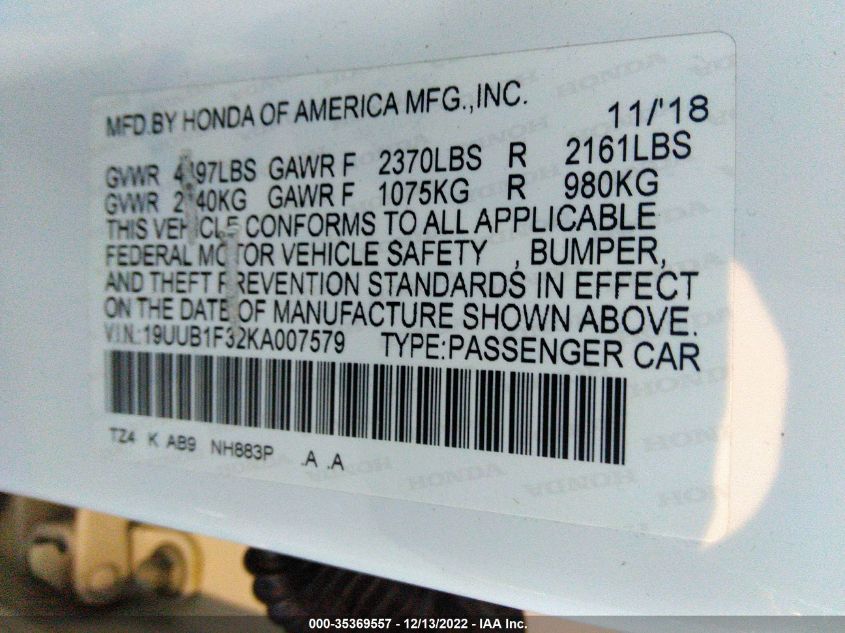 MFD.BY HONDA OF AMERICA MFG.,INC. 11/'18
GVWR GAWR F 2370LBS R 2161LBS
GVWR GAWR F 1075KG R 980KG
THIS VEHICLE CONFORMS TO ALL APPLICABLE
FEDERAL MOTOR VEHICLE SAFETY , BUMPER,
AND THEFT PREVENTION STANDARDS IN EFFECT
ON THE DATE OF MANUFACTURE SHOWN ABOVE.
V.I.N.:19UUB1F32KA007579 TYPE:PASSENGER CAR
TZ4 K AB9 NH883P .A .A
000-35369557 - 12/13/2022 - IAA Inc.